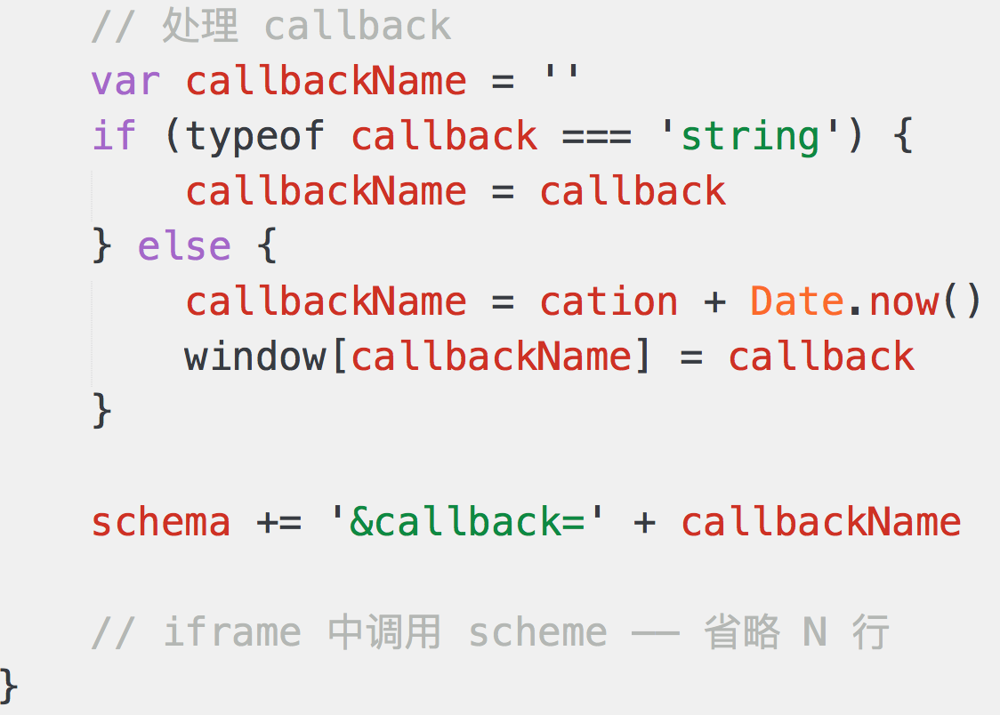 // 处理 callback
var callbackName = ''
if (typeof callback === 'string') {
callbackName = callback
} else {
callbackName = cation + Date.now()
window[callbackName] = callback
}
schema += '&callback=' + callbackName
// iframe 中调用 scheme —— 省略 N 行
}